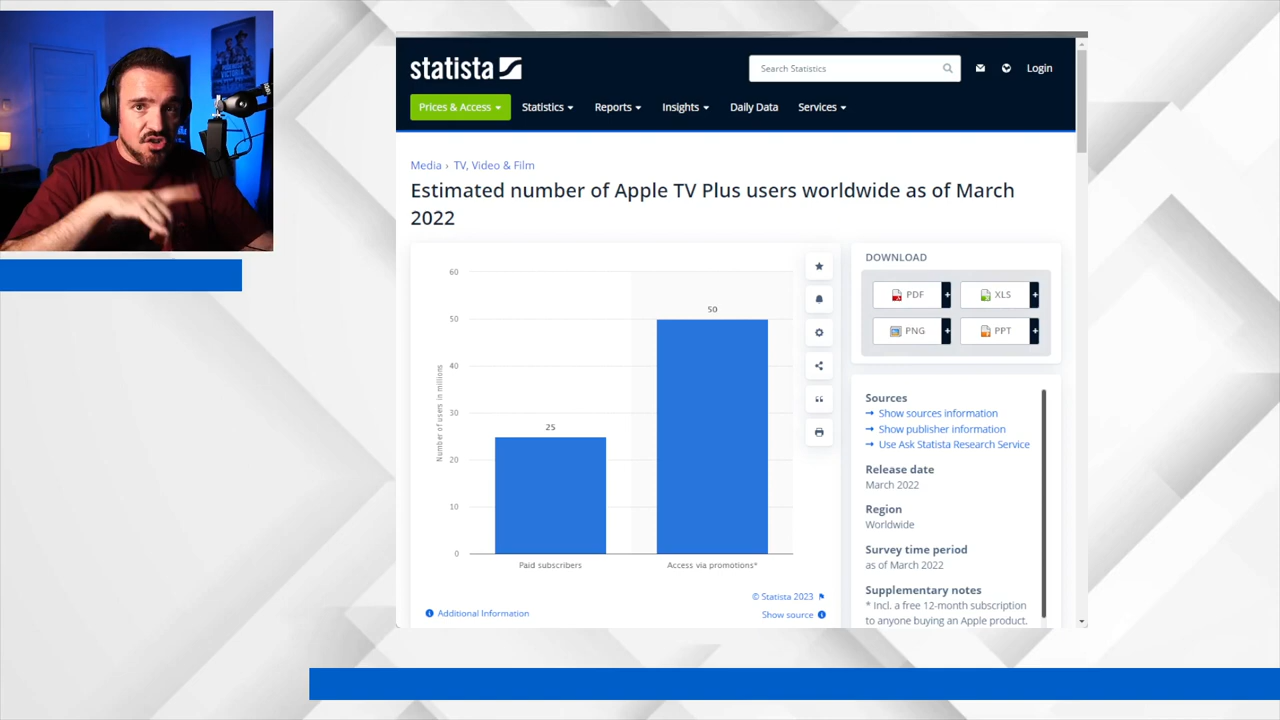 statista
Search Statistics
Login
Prices & Access
Statistics
Reports
Insights
Daily Data
Services
Media › TV, Video & Film
Estimated number of Apple TV Plus users worldwide as of March
2022
Number of users in millions
60
50
40
30
20
10
0
25
50
Paid subscribers
Access via promotions*
© Statista 2023
Additional Information
Show source
DOWNLOAD
PDF +
XLS +
PNG +
PPT +
Sources
→ Show sources information
→ Show publisher information
→ Use Ask Statista Research Service
Release date
March 2022
Region
Worldwide
Survey time period
as of March 2022
Supplementary notes
* Incl. a free 12-month subscription
to anyone buying an Apple product.